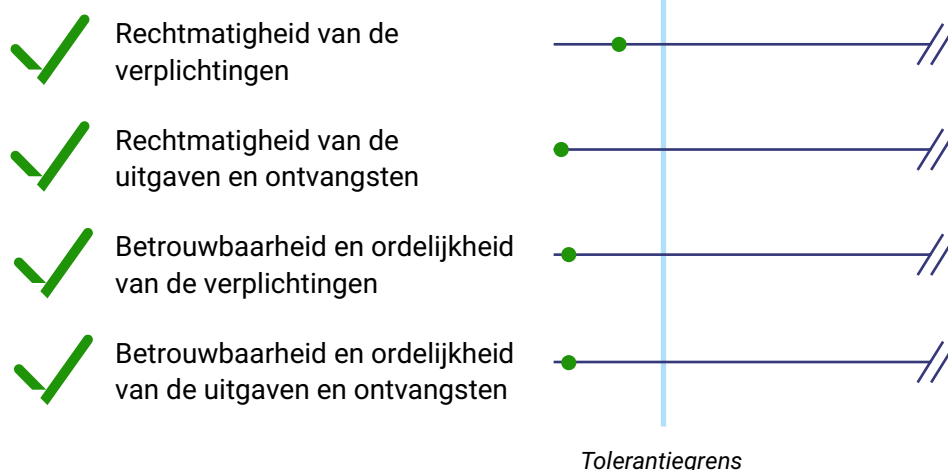 Rechtmatigheid van de
verplichtingen
Rechtmatigheid van de
uitgaven en ontvangsten
Betrouwbaarheid en ordelijkheid
van de verplichtingen
Betrouwbaarheid en ordelijkheid
van de uitgaven en ontvangsten
Tolerantiegrens